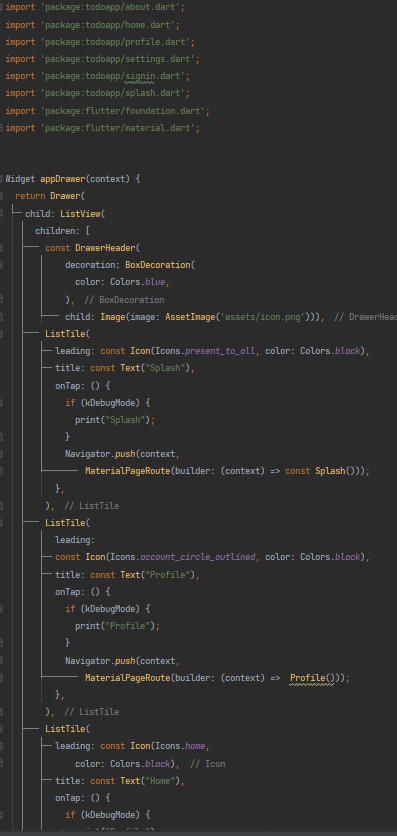 import 'package:todoapp/about.dart';
import 'package:todoapp/home.dart';
import 'package:todoapp/profile.dart';
import 'package:todoapp/settings.dart';
import 'package:todoapp/signin.dart';
import 'package:todoapp/splash.dart';
import 'package:flutter/foundation.dart';
import 'package:flutter/material.dart';
Widget appDrawer(context) {
return Drawer(
child: ListView(
children: [
const DrawerHeader(
decoration: BoxDecoration(
color: Colors.blue,
), // BoxDecoration
child: Image(image: AssetImage('assets/icon.png'))), // DrawerHea
ListTile(
leading: const Icon(Icons.present_to_all, color: Colors.black),
title: const Text("Splash"),
onTap: () {
if (kDebugMode) {
print("Splash");
}
Navigator.push(context,
MaterialPageRoute(builder: (context) => const Splash()));
},
), // ListTile
ListTile(
leading:
const Icon(Icons.account_circle_outlined, color: Colors.black),
title: const Text("Profile"),
onTap: () {
if (kDebugMode) {
print("Profile");
}
Navigator.push(context,
MaterialPageRoute(builder: (context) => Profile()));
},
), // ListTile
ListTile(
leading: const Icon(Icons.home,
color: Colors.black), // Icon
title: const Text("Home"),
onTap: () {
if (kDebugMode) {